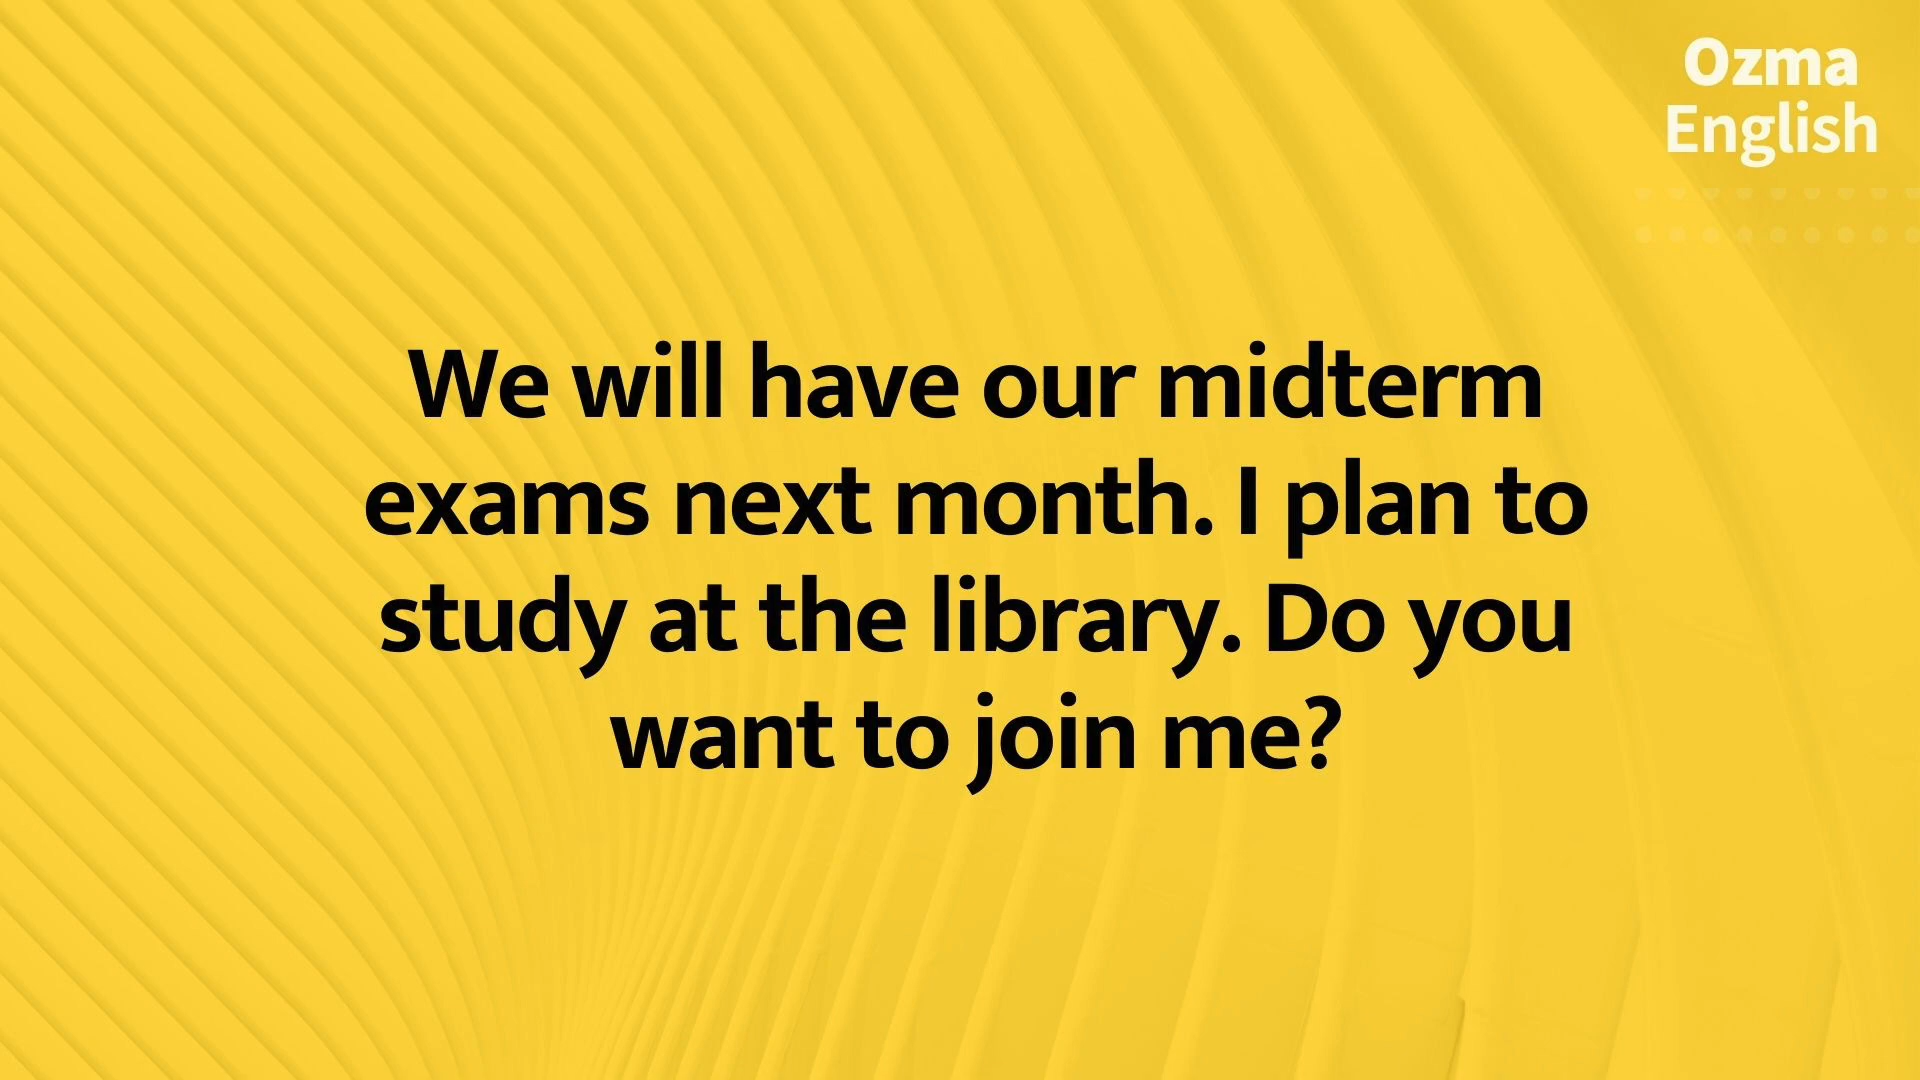 Ozma
English
We will have our midterm
exams next month. I plan to
study at the library. Do you
want to join me?